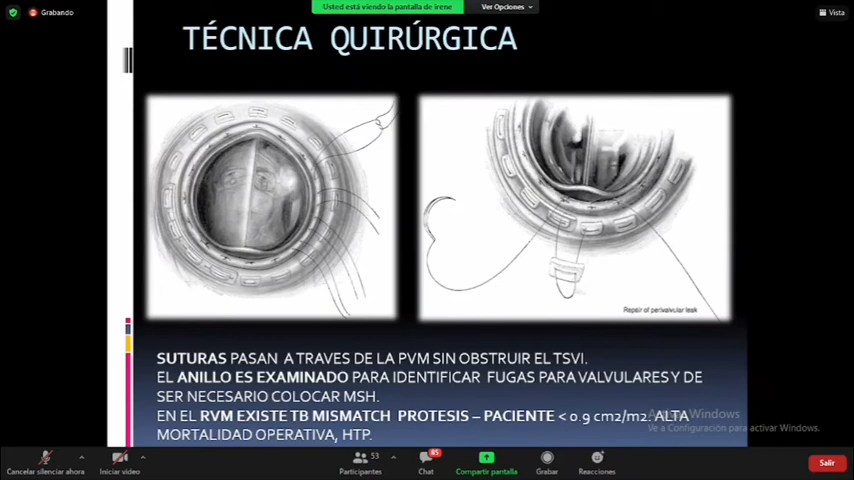 Grabando
Usted está viendo la pantalla de irene
Ver Opciones
Vista
TÉCNICA QUIRÚRGICA
Repair of perivalvular leak
SUTURAS PASAN A TRAVES DE LA PVM SIN OBSTRUIR EL TSVI.
EL ANILLO ES EXAMINADO PARA IDENTIFICAR FUGAS PARA VALVULARES Y DE
SER NECESARIO COLOCAR MSH.
EN EL RVM EXISTE TB MISMATCH PROTESIS – PACIENTE < 0.9 cm2/m2. ALTA
MORTALIDAD OPERATIVA, HTP.
Activar Windows
Ve a Configuración para activar Windows.
Cancelar silenciar ahora
Iniciar video
53
Participantes
85
Chat
Compartir pantalla
Grabar
Reacciones
Salir